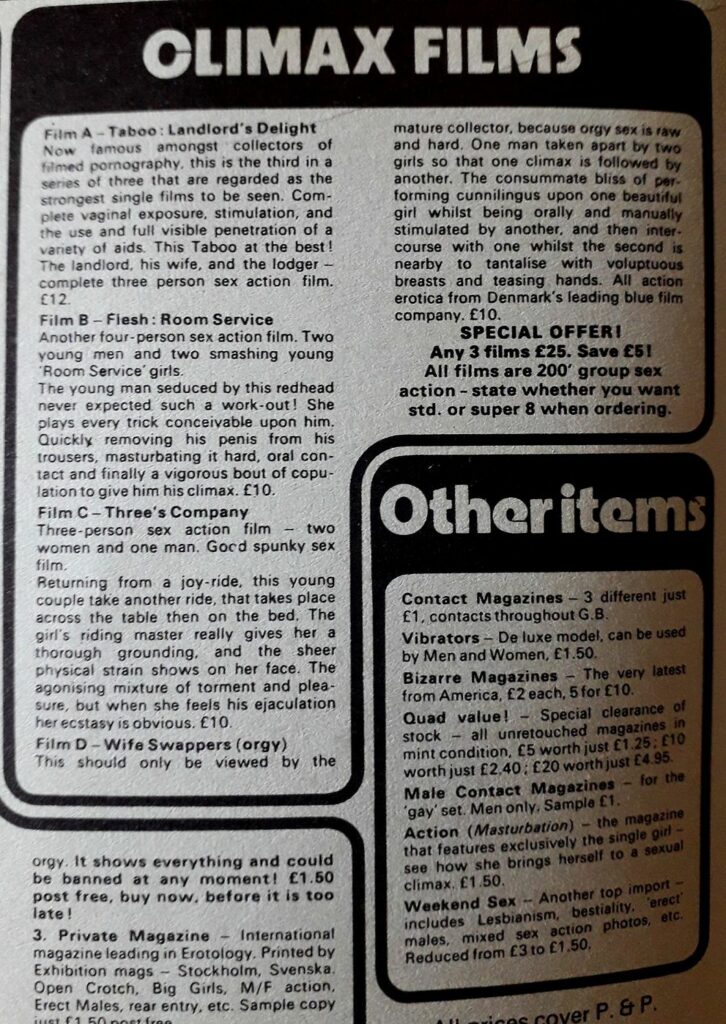 CLIMAX FILMS
Film A – Taboo: Landlord's Delight
Now famous amongst collectors of
filmed pornography, this is the third in a
series of three that are regarded as the
strongest single films to be seen. Com-
plete vaginal exposure, stimulation, and
the use and full visible penetration of a
variety of aids. This Taboo at the best!
The landlord, his wife, and the lodger –
complete three person sex action film.
£12.
Film B – Flesh: Room Service
Another four-person sex action film. Two
young men and two smashing young
'Room Service' girls.
The young man seduced by this redhead
never expected such a work-out! She
plays every trick conceivable upon him.
Quickly removing his penis from his
trousers, masturbating it hard, oral con-
tact and finally a vigorous bout of copu-
lation to give him his climax. £10.
Film C – Three's Company
Three-person sex action film – two
women and one man. Good spunky sex
film.
Returning from a joy-ride, this young
couple take another ride, that takes place
across the table then on the bed. The
girl's riding master really gives her a
thorough grounding, and the sheer
physical strain shows on her face. The
agonising mixture of torment and plea-
sure, but when she feels his ejaculation
her ecstasy is obvious. £10.
Film D – Wife Swappers (orgy)
This should only be viewed by the
mature collector, because orgy sex is raw
and hard. One man taken apart by two
girls so that one climax is followed by
another. The consummate bliss of per-
forming cunnilingus upon one beautiful
girl whilst being orally and manually
stimulated by another, and then inter-
course with one whilst the second is
nearby to tantalise with voluptuous
breasts and teasing hands. All action
erotica from Denmark's leading blue film
company. £10.
SPECIAL OFFER!
Any 3 films £25. Save £5!
All films are 200' group sex
action – state whether you want
std. or super 8 when ordering.
Other items
Contact Magazines – 3 different just
£1, contacts throughout G.B.
Vibrators – De luxe model, can be used
by Men and Women, £1.50.
Bizarre Magazines – The very latest
from America, £2 each, 5 for £10.
Quad value! – Special clearance of
stock – all unretouched magazines in
mint condition, £5 worth just £1.25; £10
worth just £2.40; £20 worth just £4.95.
Male Contact Magazines – for the
'gay' set. Men only. Sample £1.
Action (Masturbation) – the magazine
that features exclusively the single girl –
see how she brings herself to a sexual
climax. £1.50.
Weekend Sex – Another top import –
includes Lesbianism, bestiality, 'erect'
males, mixed sex action photos, etc.
Reduced from £3 to £1.50.
orgy. It shows everything and could
be banned at any moment! £1.50
post free, buy now, before it is too
late!
3. Private Magazine – International
magazine leading in Erotology. Printed by
Exhibition mags – Stockholm, Svenska.
Open Crotch, Big Girls, M/F action,
Erect Males, rear entry, etc. Sample copy
just £1.50 post free
All prices cover P. & P.